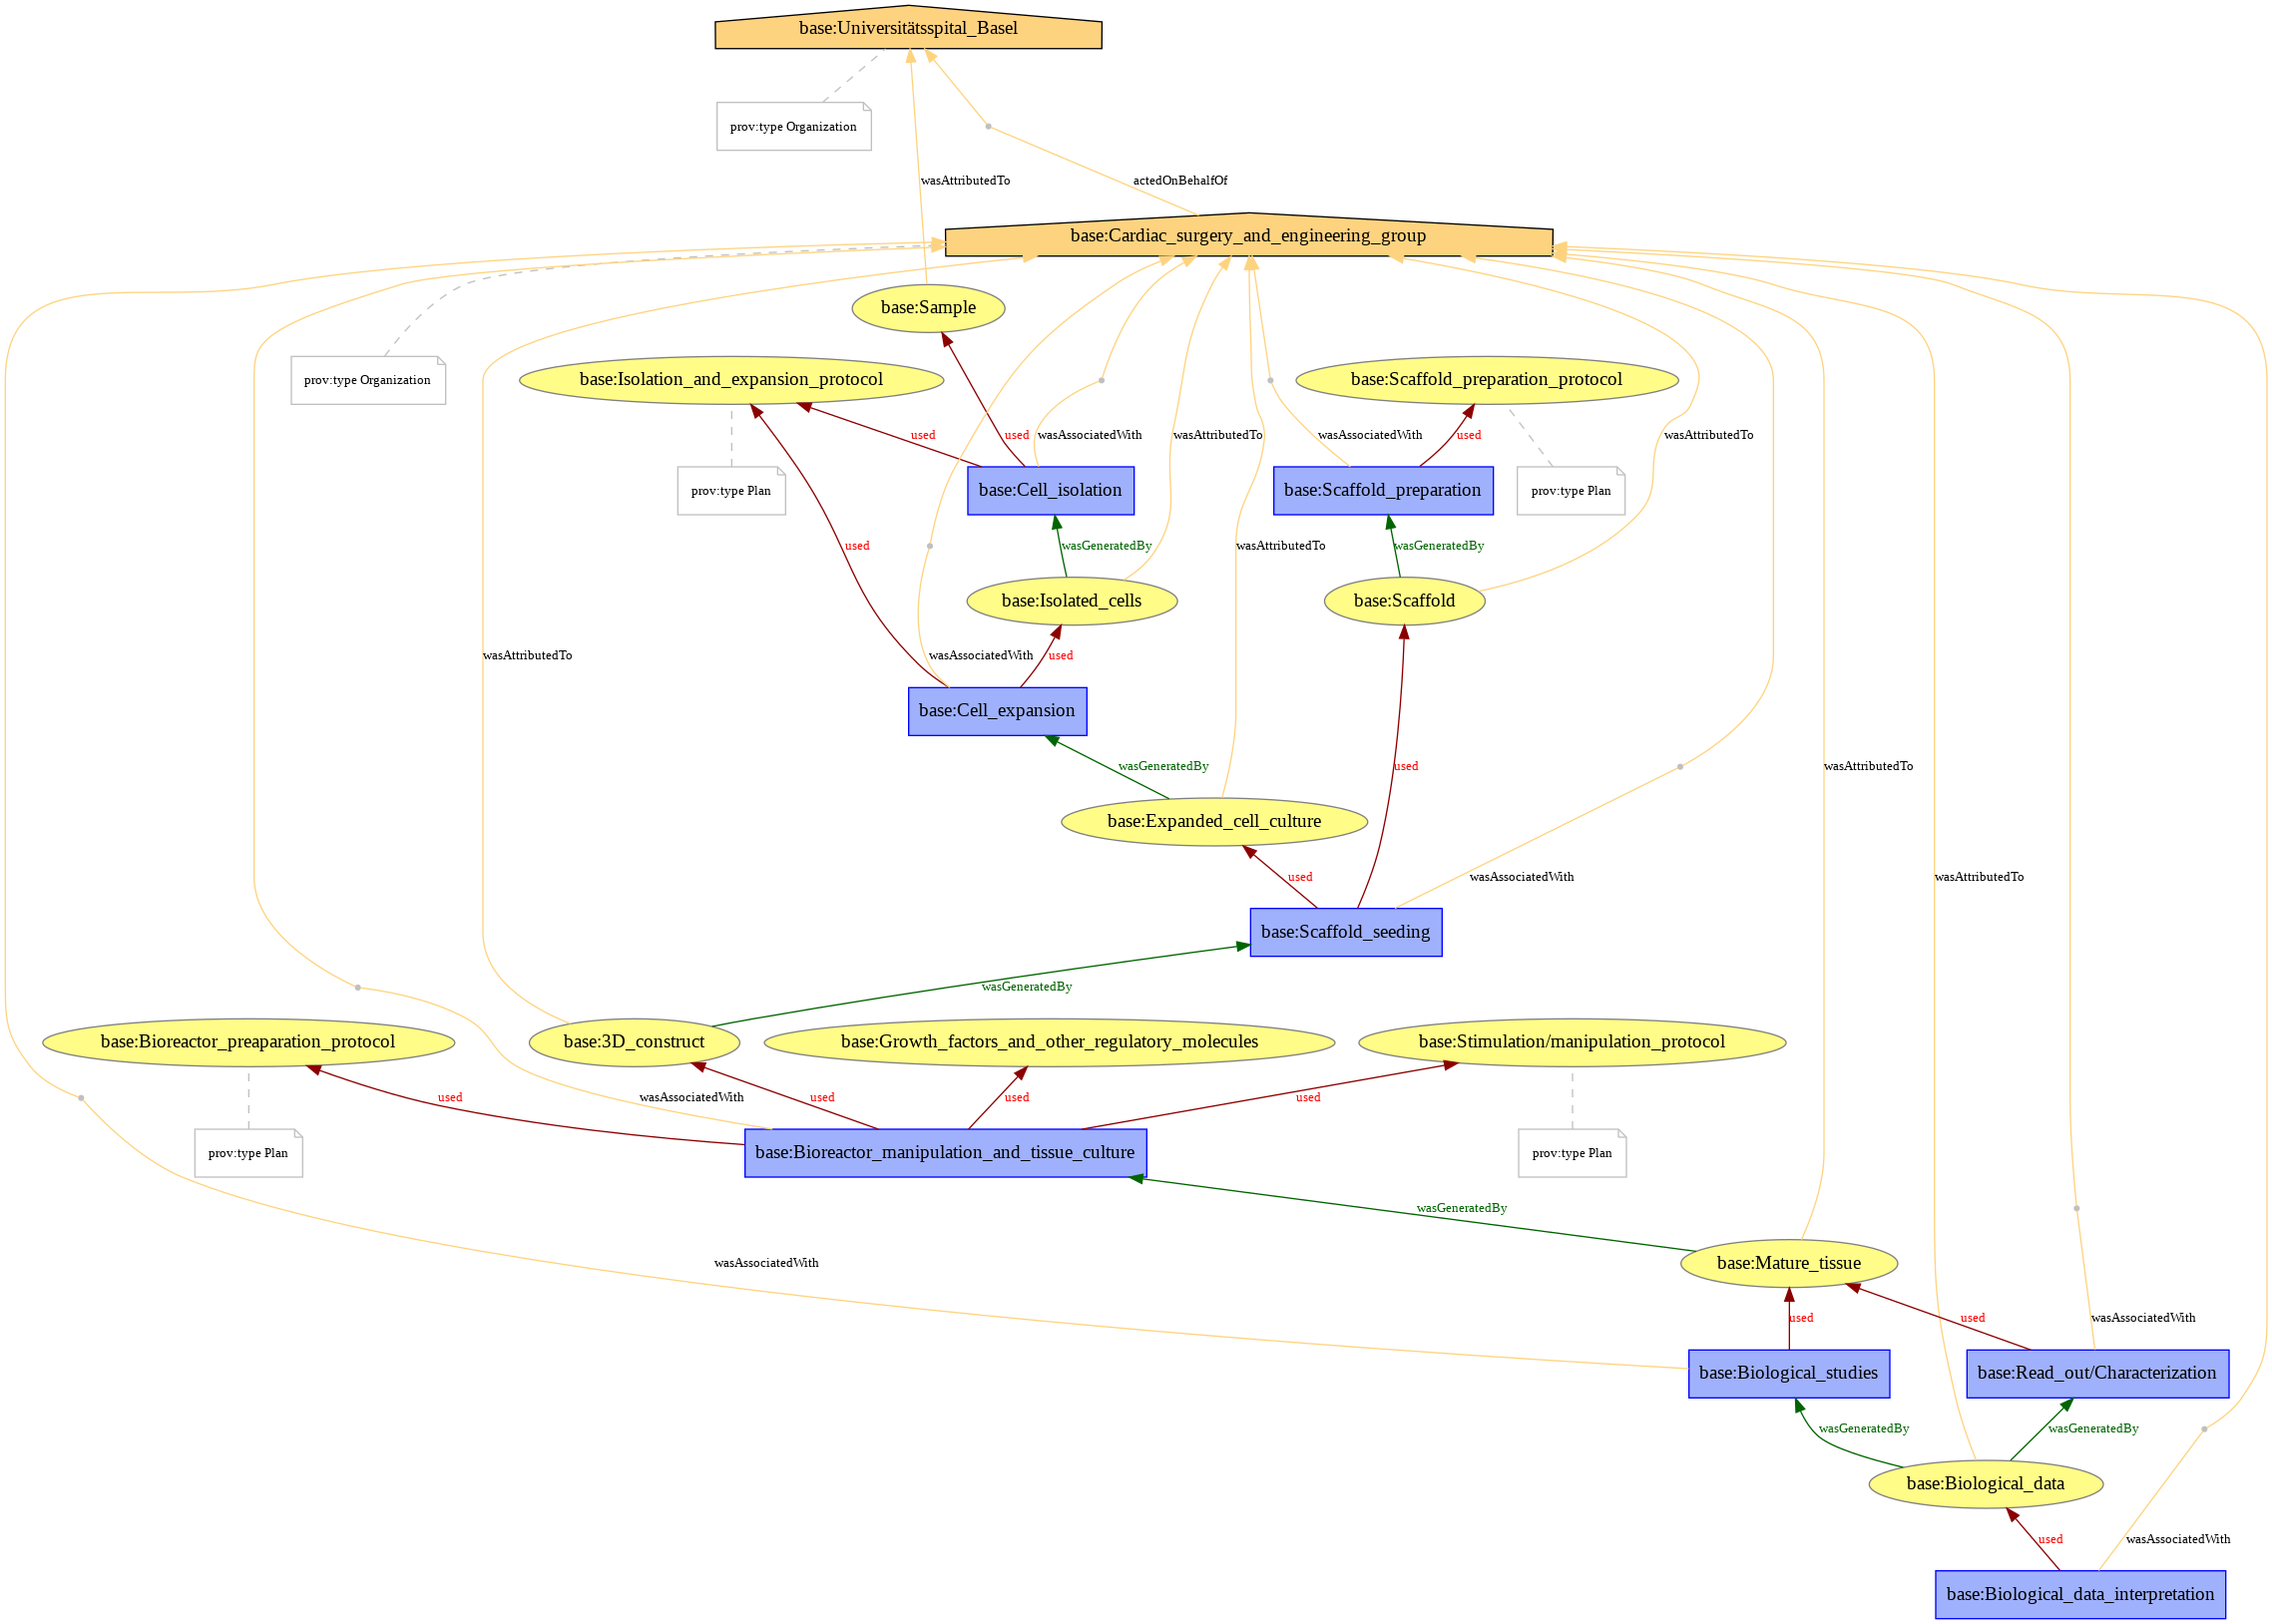 base:Universitätsspital_Basel
prov:type Organization
wasAttributedTo
actedOnBehalfOf
base:Cardiac_surgery_and_engineering_group
base:Sample
prov:type Organization
base:Isolation_and_expansion_protocol
base:Scaffold_preparation_protocol
used
used
wasAssociatedWith
wasAttributedTo
wasAssociatedWith
used
wasAttributedTo
prov:type Plan
base:Cell_isolation
base:Scaffold_preparation
prov:type Plan
used
wasGeneratedBy
wasAttributedTo
wasGeneratedBy
base:Isolated_cells
base:Scaffold
wasAttributedTo
wasAssociatedWith
used
base:Cell_expansion
wasGeneratedBy
used
wasAttributedTo
base:Expanded_cell_culture
used
wasAssociatedWith
wasAttributedTo
base:Scaffold_seeding
wasGeneratedBy
base:Bioreactor_preaparation_protocol
base:3D_construct
base:Growth_factors_and_other_regulatory_molecules
base:Stimulation/manipulation_protocol
used
wasAssociatedWith
used
used
used
prov:type Plan
base:Bioreactor_manipulation_and_tissue_culture
prov:type Plan
wasGeneratedBy
wasAssociatedWith
base:Mature_tissue
used
used
wasAssociatedWith
base:Biological_studies
base:Read_out/Characterization
wasGeneratedBy
wasGeneratedBy
base:Biological_data
used
wasAssociatedWith
base:Biological_data_interpretation